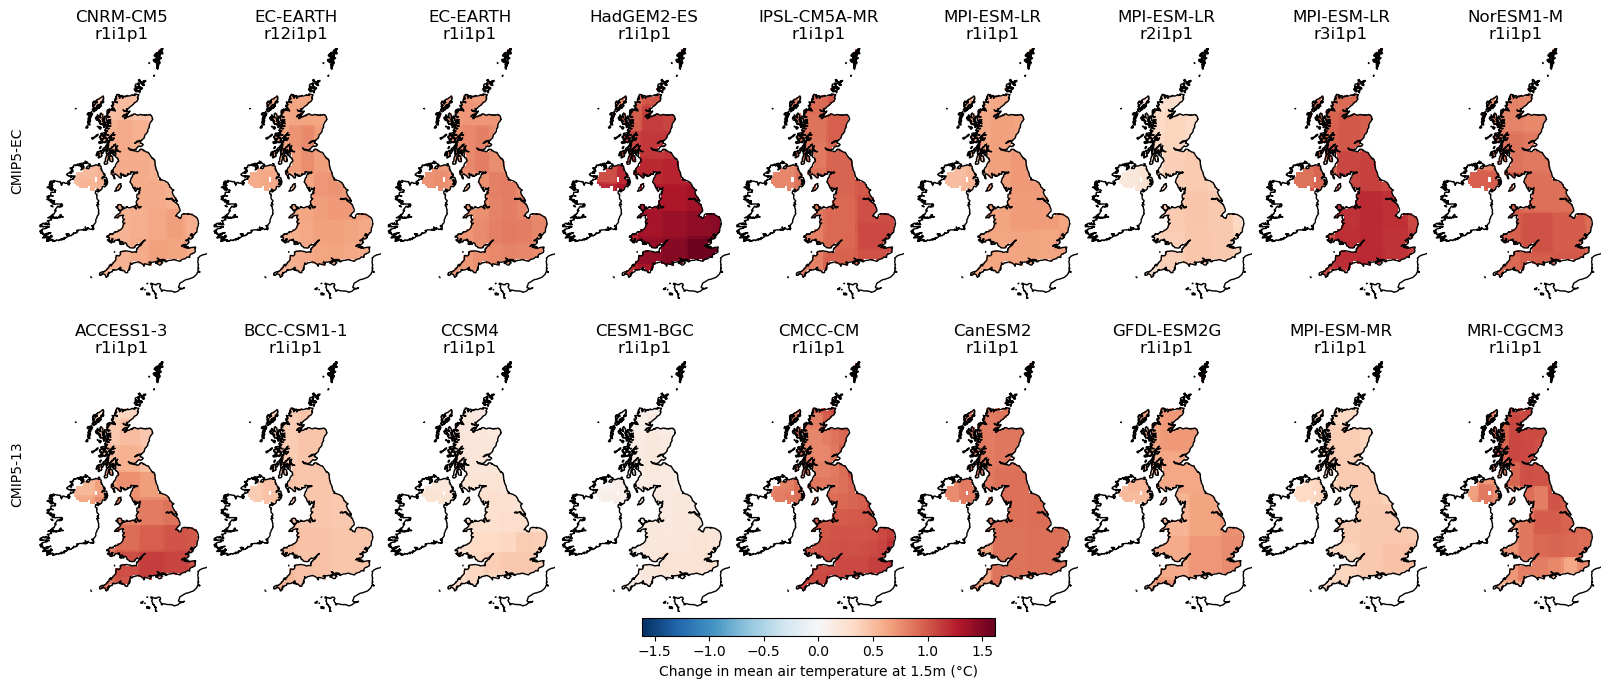 CNRM-CM5 EC-EARTH EC-EARTH HadGEM2-ES IPSL-CM5A-MR MPI-ESM-LR MPI-ESM-LR MPI-ESM-LR NorESM1-M
r1i1p1 r12i1p1 r1i1p1 r1i1p1 r1i1p1 r1i1p1 r2i1p1 r3i1p1 r1i1p1
CMIP5-EC
ACCESS1-3 BCC-CSM1-1 CCSM4 CESM1-BGC CMCC-CM CanESM2 GFDL-ESM2G MPI-ESM-MR MRI-CGCM3
r1i1p1 r1i1p1 r1i1p1 r1i1p1 r1i1p1 r1i1p1 r1i1p1 r1i1p1 r1i1p1
CMIP5-13
−1.5 −1.0 −0.5 0.0 0.5 1.0 1.5
Change in mean air temperature at 1.5m (°C)